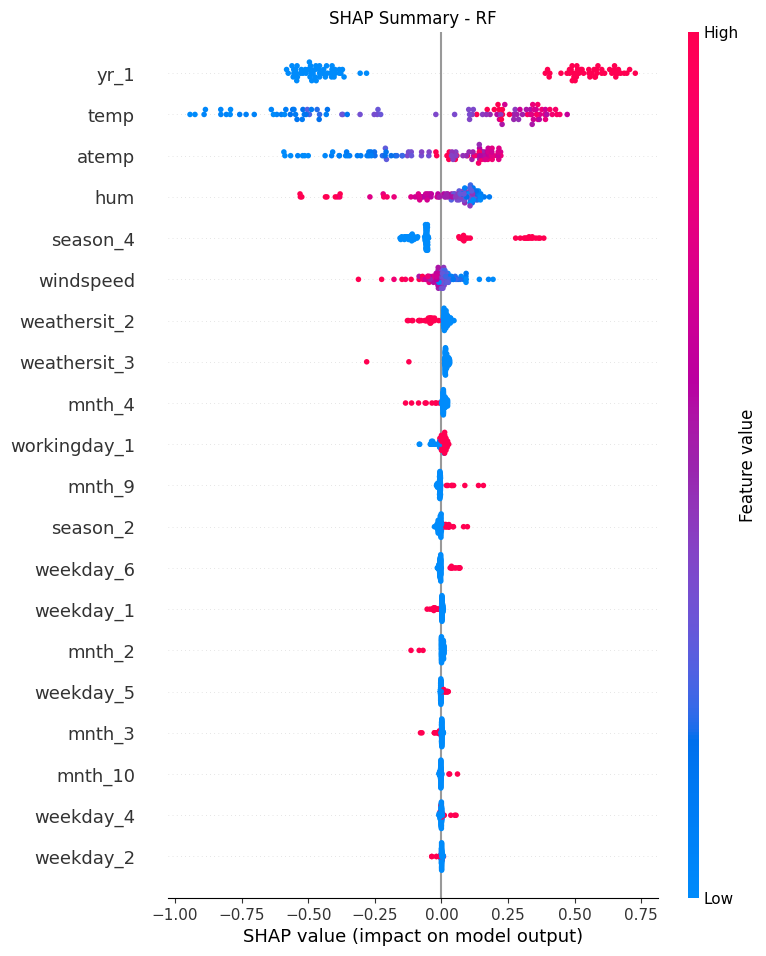 SHAP Summary - RF
High
yr_1
temp
atemp
hum
season_4
windspeed
weathersit_2
weathersit_3
mnth_4
workingday_1
mnth_9
season_2
weekday_6
weekday_1
mnth_2
weekday_5
mnth_3
mnth_10
weekday_4
weekday_2
Feature value
Low
−1.00 −0.75 −0.50 −0.25 0.00 0.25 0.50 0.75
SHAP value (impact on model output)